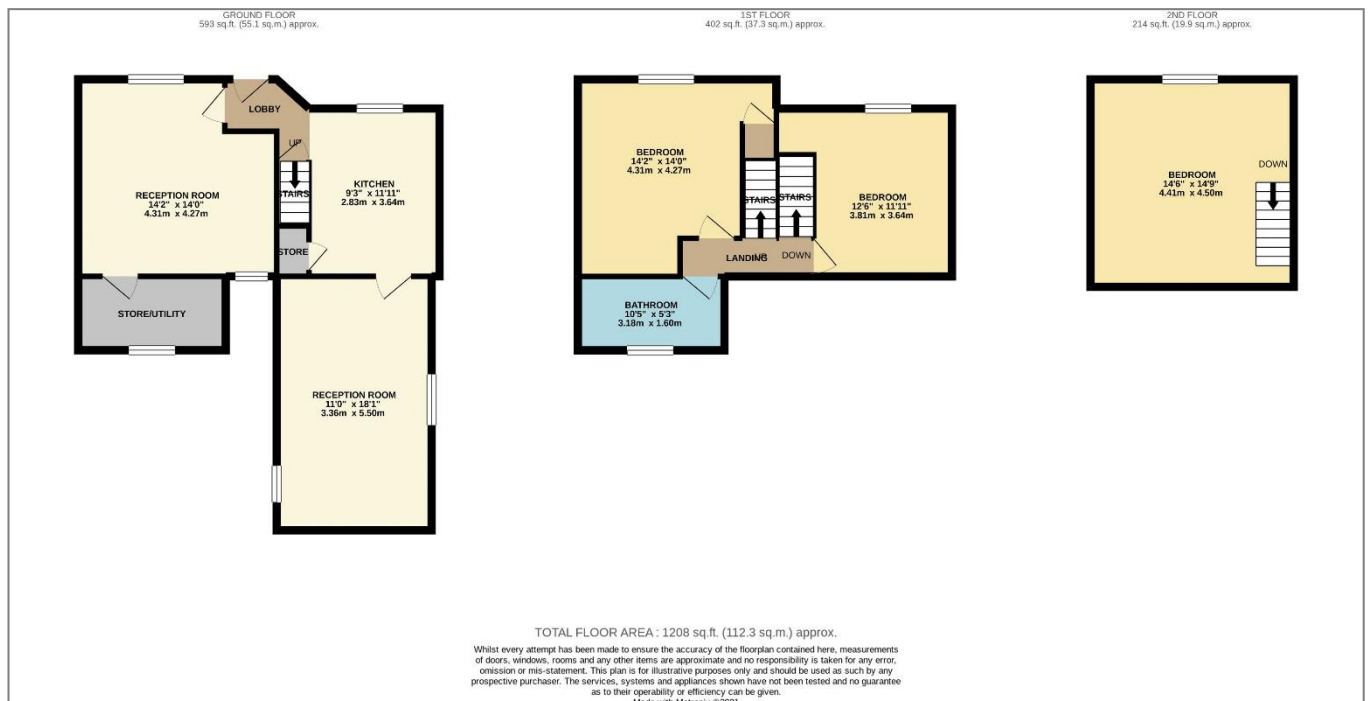 GROUND FLOOR
593 sq.ft. (55.1 sq.m.) approx.
1ST FLOOR
402 sq.ft. (37.3 sq.m.) approx.
2ND FLOOR
214 sq.ft. (19.9 sq.m.) approx.
LOBBY
UP
STAIRS
KITCHEN
9'3" x 11'11"
2.83m x 3.64m
RECEPTION ROOM
14'2" x 14'0"
4.31m x 4.27m
STORE
STORE/UTILITY
RECEPTION ROOM
11'0" x 18'1"
3.36m x 5.50m
BEDROOM
14'2" x 14'0"
4.31m x 4.27m
STAIRS
STAIRS
BEDROOM
12'6" x 11'11"
3.81m x 3.64m
LANDING
UP
DOWN
BATHROOM
10'5" x 5'3"
3.18m x 1.60m
BEDROOM
14'6" x 14'9"
4.41m x 4.50m
DOWN
TOTAL FLOOR AREA : 1208 sq.ft. (112.3 sq.m.) approx.
Whilst every attempt has been made to ensure the accuracy of the floorplan contained here, measurements
of doors, windows, rooms and any other items are approximate and no responsibility is taken for any error,
omission or mis-statement. This plan is for illustrative purposes only and should be used as such by any
prospective purchaser. The services, systems and appliances shown have not been tested and no guarantee
as to their operability or efficiency can be given.
Made with Metropix ©2021